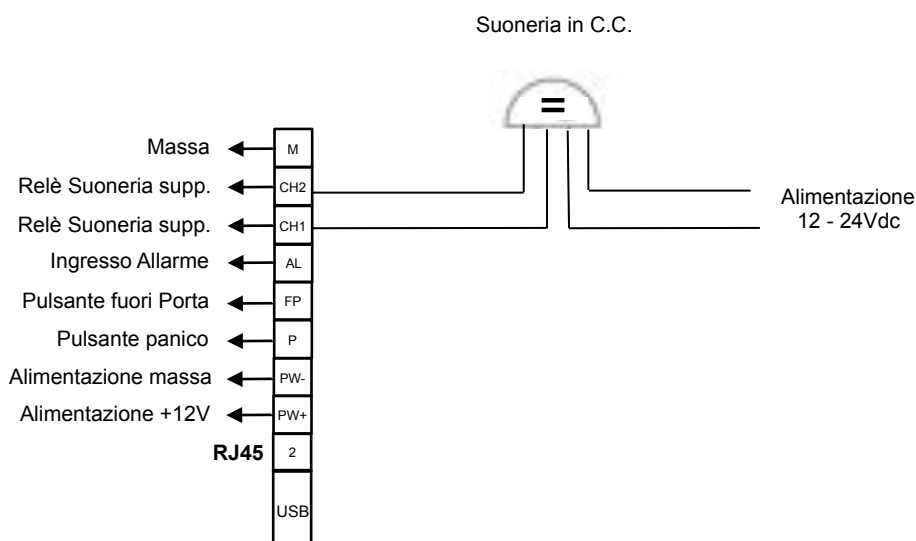 Suoneria in C.C.
=
Massa M
Relè Suoneria supp. CH2
Relè Suoneria supp. CH1
Ingresso Allarme AL
Pulsante fuori Porta FP
Pulsante panico P
Alimentazione massa PW-
Alimentazione +12V PW+
RJ45 2
USB
Alimentazione
12 - 24Vdc